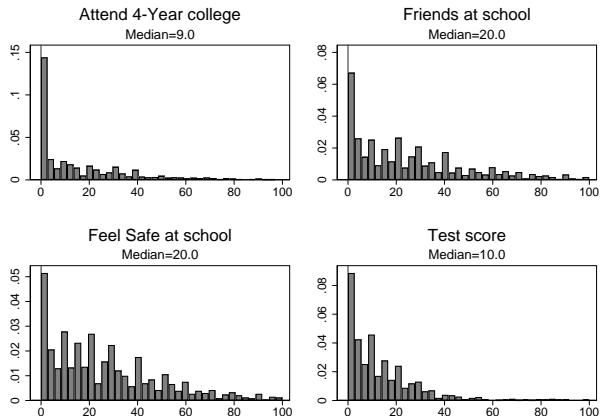 Attend 4-Year college
Median=9.0
.15
.1
.05
0
0 20 40 60 80 100
Friends at school
Median=20.0
.08
.06
.04
.02
0
0 20 40 60 80 100
Feel Safe at school
Median=20.0
.05
.04
.03
.02
.01
0
0 20 40 60 80 100
Test score
Median=10.0
.08
.06
.04
.02
0
0 20 40 60 80 100